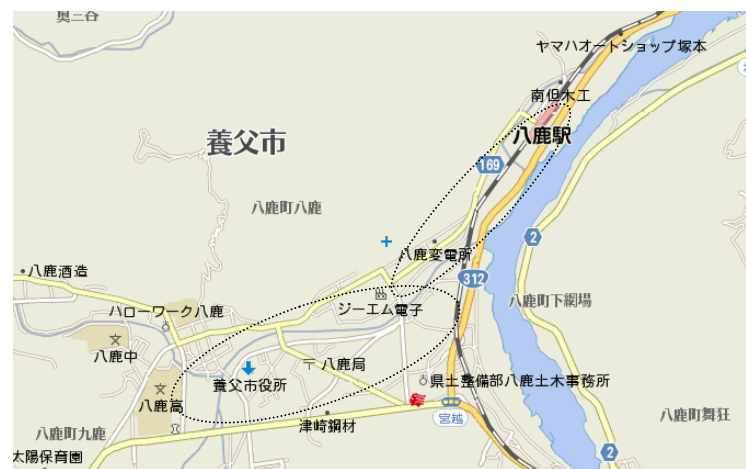 奥三谷
ヤマハオートショップ塚本
南但木工
養父市
八鹿駅
169
八鹿町八鹿
2
八鹿変電所
八鹿酒造
312
八鹿町下網場
ハローワーク八鹿
ジーエム電子
八鹿中
〒八鹿局
養父市役所
県土整備部八鹿土木事務所
八鹿高
宮越
八鹿町舞狂
津崎鋼材
八鹿町九鹿
太陽保育園
2